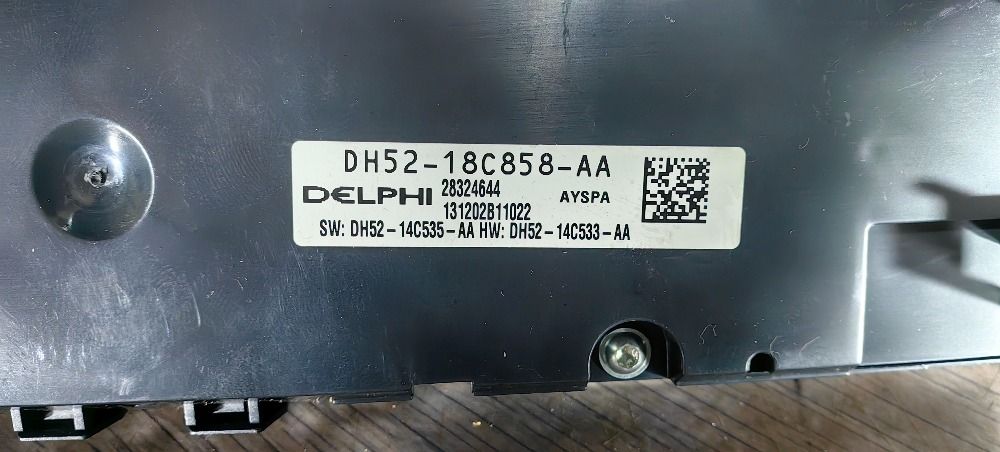 DH52-18C858-AA
DELPHI 28324644 AYSPA
131202B11022
SW: DH52-14C535-AA HW: DH52-14C533-AA